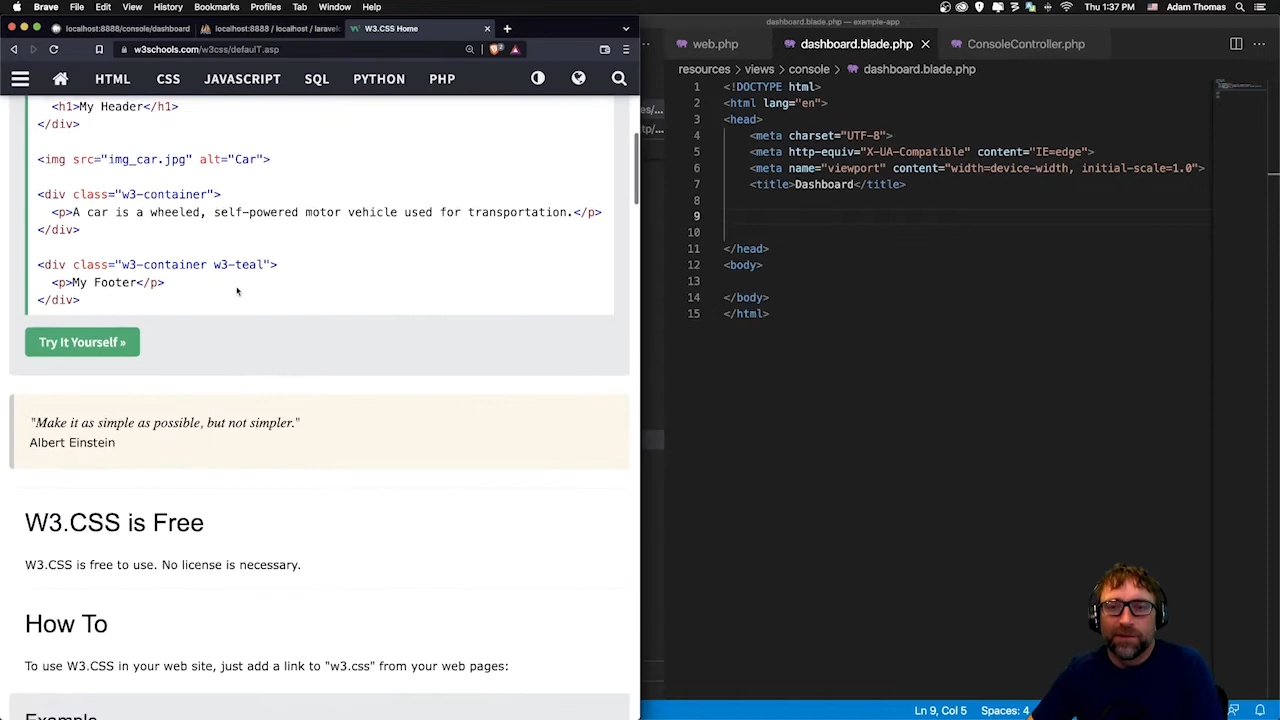 Brave File Edit View History Bookmarks Profiles Tab Window Help
Thu 1:37 PM Adam Thomas
localhost:8888/console/dashboard
localhost:8888 / localhost / larave
W3.CSS Home
w3schools.com/w3css/defaulT.asp
HTML CSS JAVASCRIPT SQL PYTHON PHP
<h1>My Header</h1>
</div>
<img src="img_car.jpg" alt="Car">
<div class="w3-container">
<p>A car is a wheeled, self-powered motor vehicle used for transportation.</p>
</div>
<div class="w3-container w3-teal">
<p>My Footer</p>
</div>
Try It Yourself »
"Make it as simple as possible, but not simpler."
Albert Einstein
W3.CSS is Free
W3.CSS is free to use. No license is necessary.
How To
To use W3.CSS in your web site, just add a link to "w3.css" from your web pages:
Example
dashboard.blade.php — example-app
web.php
dashboard.blade.php
ConsoleController.php
resources > views > console > dashboard.blade.php
1 <!DOCTYPE html>
2 <html lang="en">
3 <head>
4 <meta charset="UTF-8">
5 <meta http-equiv="X-UA-Compatible" content="IE=edge">
6 <meta name="viewport" content="width=device-width, initial-scale=1.0">
7 <title>Dashboard</title>
8
9
10
11 </head>
12 <body>
13
14 </body>
15 </html>
Ln 9, Col 5 Spaces: 4